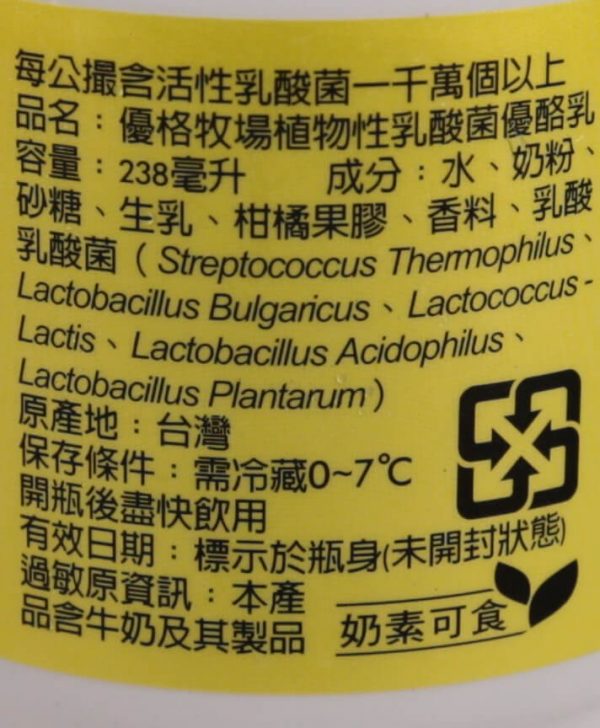 每公撮含活性乳酸菌一千萬個以上
品名：優格牧場植物性乳酸菌優酪乳
容量：238毫升 成分：水、奶粉、
砂糖、生乳、柑橘果膠、香料、乳酸
乳酸菌（Streptococcus Thermophilus、
Lactobacillus Bulgaricus、Lactococcus-
Lactis、Lactobacillus Acidophilus、
Lactobacillus Plantarum）
原產地：台灣
保存條件：需冷藏0~7℃
開瓶後盡快飲用
有效日期：標示於瓶身(未開封狀態)
過敏原資訊：本產
品含牛奶及其製品
奶素可食